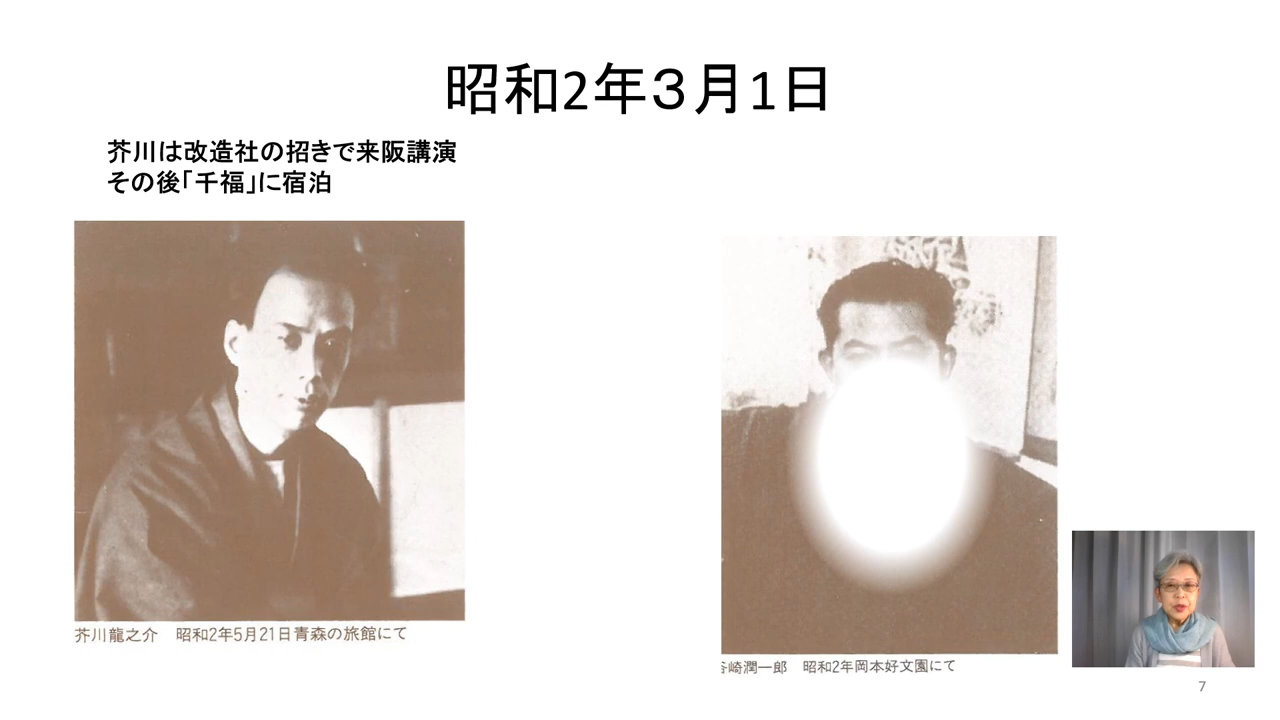 昭和2年３月1日
芥川は改造社の招きで来阪講演
その後「千福」に宿泊
芥川龍之介　昭和2年5月21日青森の旅館にて
谷崎潤一郎　昭和2年岡本好文園にて
7